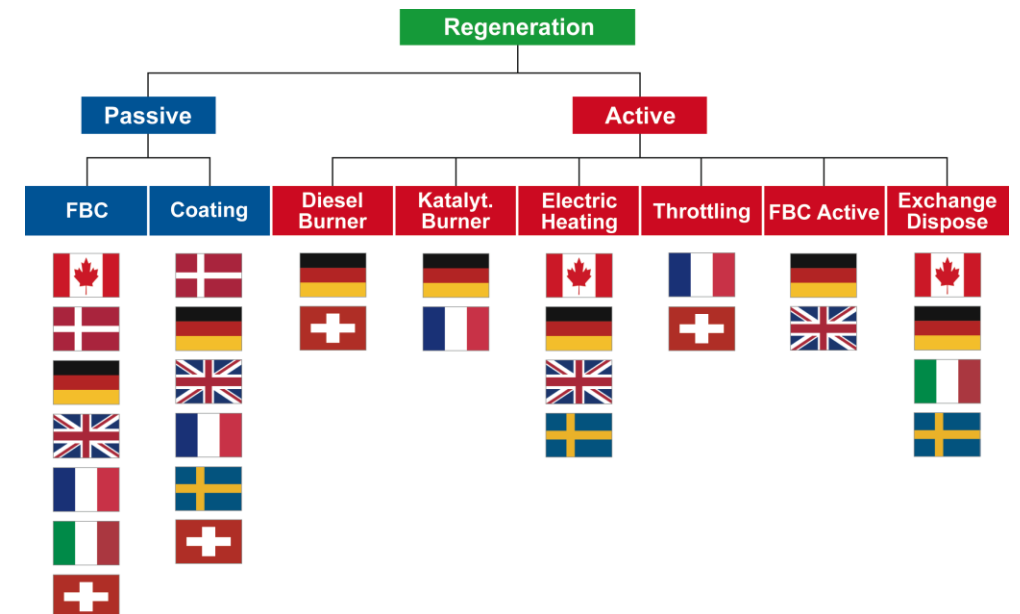 Regeneration
Passive
Active
FBC
Coating
Diesel
Burner
Katalyt.
Burner
Electric
Heating
Throttling
FBC Active
Exchange
Dispose